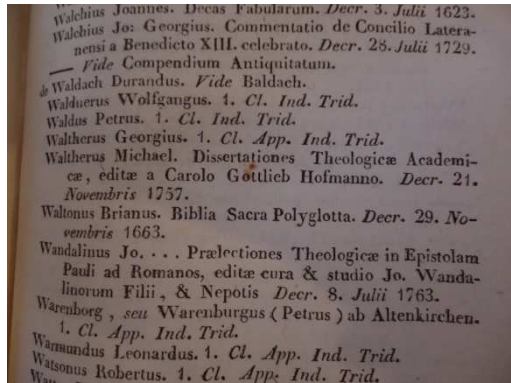 Walchius Joannes. Decas Fabularum. Decr. 3. Julii 1623.
Walchius Jo: Georgius. Commentatio de Concilio Latera-
nensi a Benedicto XIII. celebrato. Decr. 28. Julii 1729.
—— Vide Compendium Antiquitatum.
de Waldach Durandus. Vide Baldach.
Walduerus Wolfgangus. 1. Cl. Ind. Trid.
Waldus Petrus. 1. Cl. Ind. Trid.
Waltherus Georgius. 1. Cl. App. Ind. Trid.
Waltherus Michael. Dissertationes Theologicæ Academi-
cæ, editæ a Carolo Gottlieb Hofmanno. Decr. 21.
Novembris 1757.
Waltonus Brianus. Biblia Sacra Polyglotta. Decr. 29. No-
vembris 1663.
Wandalinus Jo. . . . Prælectiones Theologicæ in Epistolam
Pauli ad Romanos, editæ cura & studio Jo. Wanda-
linorum Filii, & Nepotis Decr. 8. Julii 1763.
Warenborg, seu Warenburgus (Petrus) ab Altenkirchen.
1. Cl. App. Ind. Trid.
Warmundus Leonardus. 1. Cl. App. Ind. Trid.
Watsonus Robertus. 1. Cl. App. Ind. Trid.